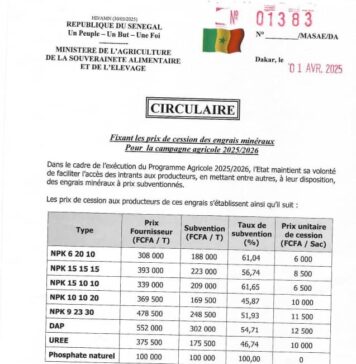 HIVAMN (30/03/2025)
REPUBLIQUE DU SENEGAL
Un Peuple – Un But – Une Foi
MINISTERE DE L'AGRICULTURE
DE LA SOUVERAINETE ALIMENTAIRE
ET DE L'ELEVAGE
N° 01383
N° /MASAE/DA
Dakar, le 01 AVR. 2025
CIRCULAIRE
Fixant les prix de cession des engrais minéraux
Pour la campagne agricole 2025/2026
Dans le cadre de l'exécution du Programme Agricole 2025/2026, l'Etat maintient sa volonté
de faciliter l'accès des intrants aux producteurs, en mettant entre autres, à leur disposition,
des engrais minéraux à prix subventionnés.
Les prix de cession aux producteurs de ces engrais s'établissent ainsi qu'il suit :
Type Prix Fournisseur (FCFA / T) Subvention (FCFA / T) Taux de subvention (%) Prix unitaire de cession (FCFA / Sac)
NPK 6 20 10 308 000 188 000 61,04 6 000
NPK 15 15 15 393 000 223 000 56,74 8 500
NPK 15 10 10 339 000 209 000 61,65 6 500
NPK 10 10 20 369 500 169 500 45,87 10 000
NPK 9 23 30 478 500 248 500 51,93 11 500
DAP 552 000 302 000 54,71 12 500
UREE 375 500 175 500 46,74 10 000
Phosphate naturel 100 000 100 000 100,00 0